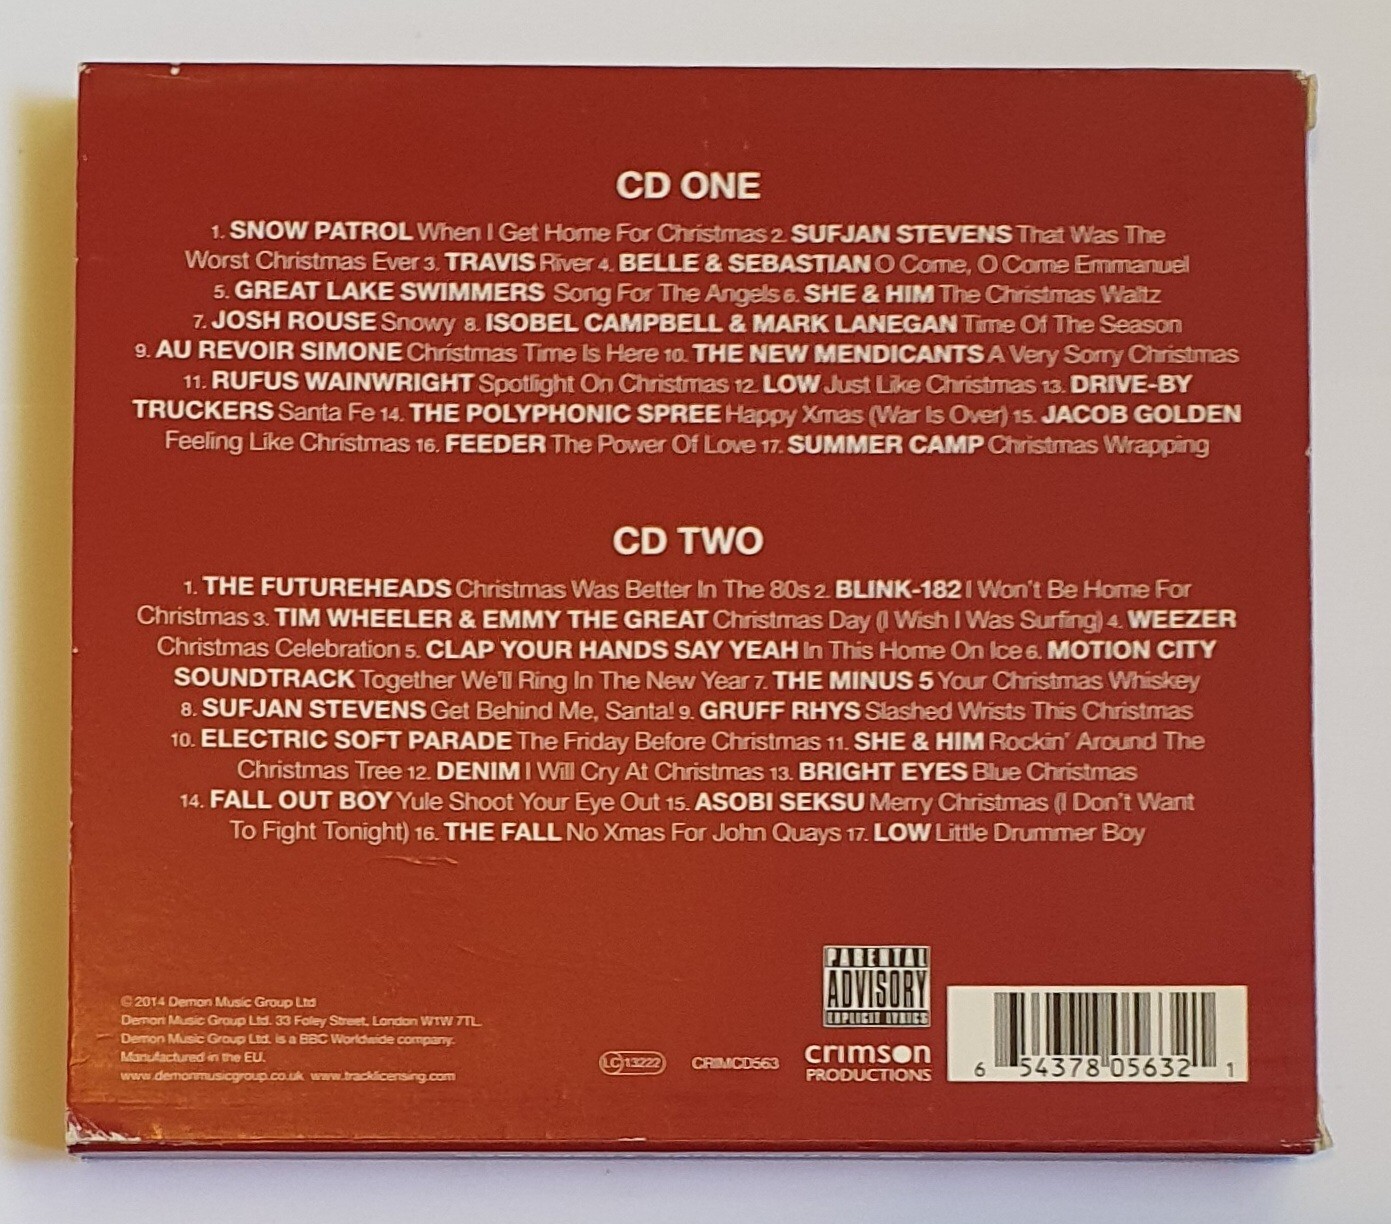 CD ONE
1. SNOW PATROL When I Get Home For Christmas 2. SUFJAN STEVENS That Was The
Worst Christmas Ever 3. TRAVIS River 4. BELLE & SEBASTIAN O Come, O Come Emmanuel
5. GREAT LAKE SWIMMERS Song For The Angels 6. SHE & HIM The Christmas Waltz
7. JOSH ROUSE Snowy 8. ISOBEL CAMPBELL & MARK LANEGAN Time Of The Season
9. AU REVOIR SIMONE Christmas Time Is Here 10. THE NEW MENDICANTS A Very Sorry Christmas
11. RUFUS WAINWRIGHT Spotlight On Christmas 12. LOW Just Like Christmas 13. DRIVE-BY
TRUCKERS Santa Fe 14. THE POLYPHONIC SPREE Happy Xmas (War Is Over) 15. JACOB GOLDEN
Feeling Like Christmas 16. FEEDER The Power Of Love 17. SUMMER CAMP Christmas Wrapping
CD TWO
1. THE FUTUREHEADS Christmas Was Better In The 80s 2. BLINK-182 I Won't Be Home For
Christmas 3. TIM WHEELER & EMMY THE GREAT Christmas Day (I Wish I Was Surfing) 4. WEEZER
Christmas Celebration 5. CLAP YOUR HANDS SAY YEAH In This Home On Ice 6. MOTION CITY
SOUNDTRACK Together We'll Ring In The New Year 7. THE MINUS 5 Your Christmas Whiskey
8. SUFJAN STEVENS Get Behind Me, Santa! 9. GRUFF RHYS Slashed Wrists This Christmas
10. ELECTRIC SOFT PARADE The Friday Before Christmas 11. SHE & HIM Rockin' Around The
Christmas Tree 12. DENIM I Will Cry At Christmas 13. BRIGHT EYES Blue Christmas
14. FALL OUT BOY Yule Shoot Your Eye Out 15. ASOBI SEKSU Merry Christmas (I Don't Want
To Fight Tonight) 16. THE FALL No Xmas For John Quays 17. LOW Little Drummer Boy
© 2014 Demon Music Group Ltd
Demon Music Group Ltd. 33 Foley Street, London W1W 7TL.
Demon Music Group Ltd. is a BBC Worldwide company.
Manufactured in the EU.
www.demonmusicgroup.co.uk www.tracklicensing.com
LC 13222
CRIMCD563
PARENTAL
ADVISORY
EXPLICIT LYRICS
crimson
PRODUCTIONS
6 54378 05632 1